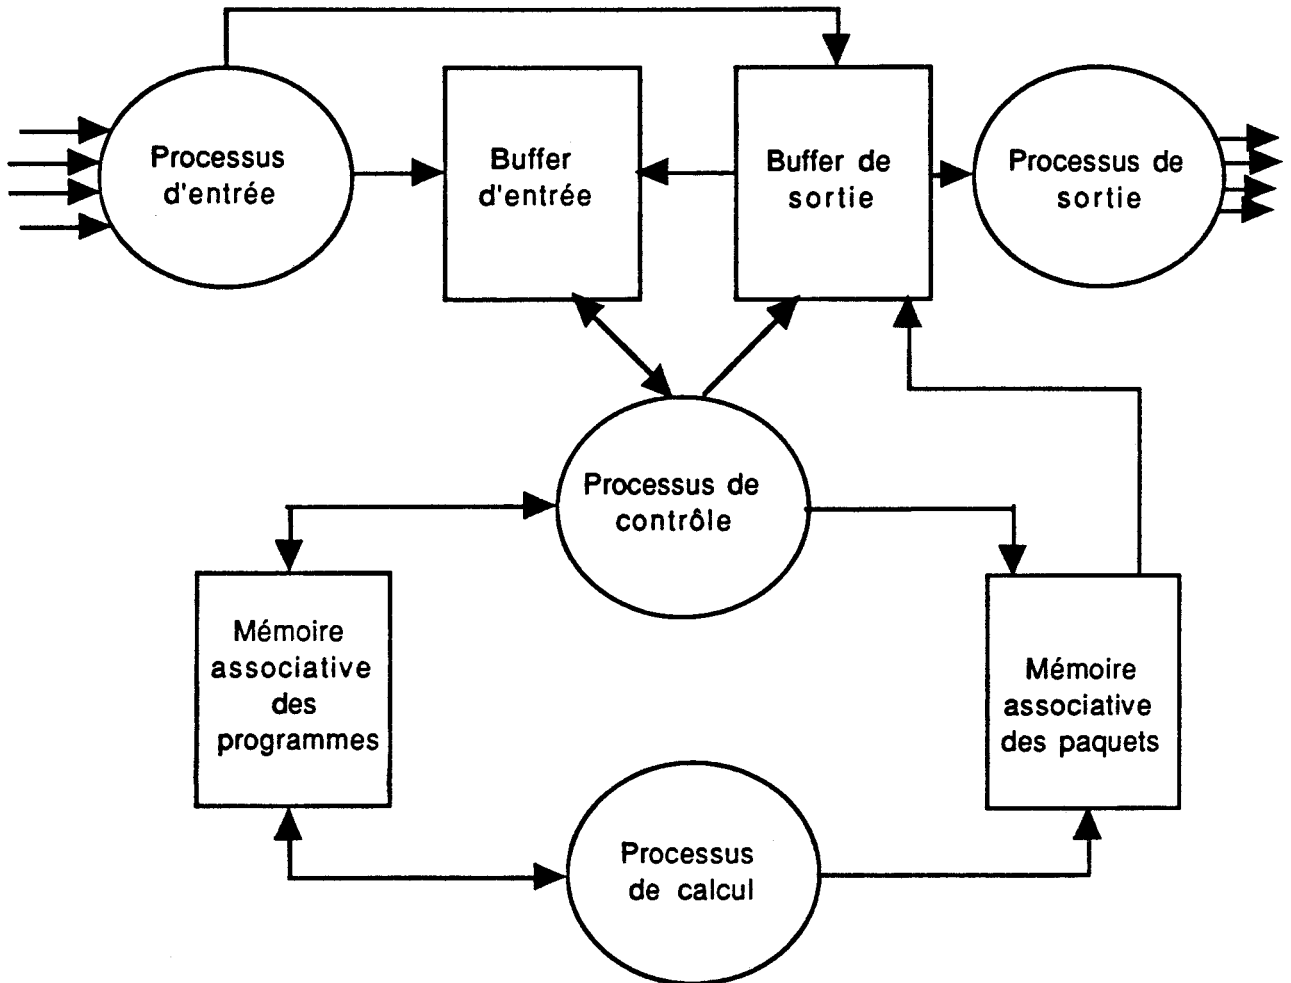 Processus
d'entrée
Buffer
d'entrée
Buffer de
sortie
Processus de
sortie
Processus de
contrôle
Mémoire
associative
des
programmes
Mémoire
associative
des paquets
Processus
de calcul